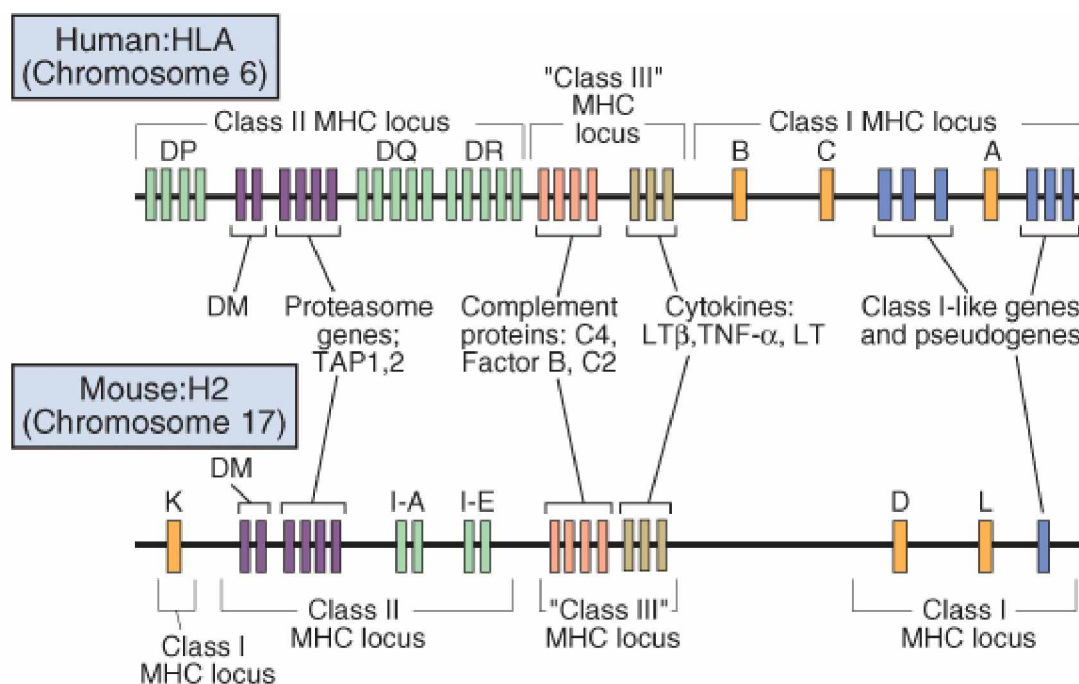 Human:HLA
(Chromosome 6)
"Class III"
MHC
locus
Class II MHC locus
Class I MHC locus
DP
DQ
DR
B
C
A
DM
Proteasome
genes;
TAP1,2
Complement
proteins: C4,
Factor B, C2
Cytokines:
LTβ,TNF-α, LT
Class I-like genes
and pseudogenes
Mouse:H2
(Chromosome 17)
DM
K
I-A
I-E
D
L
Class I
MHC locus
Class II
MHC locus
"Class III"
MHC locus
Class I
MHC locus